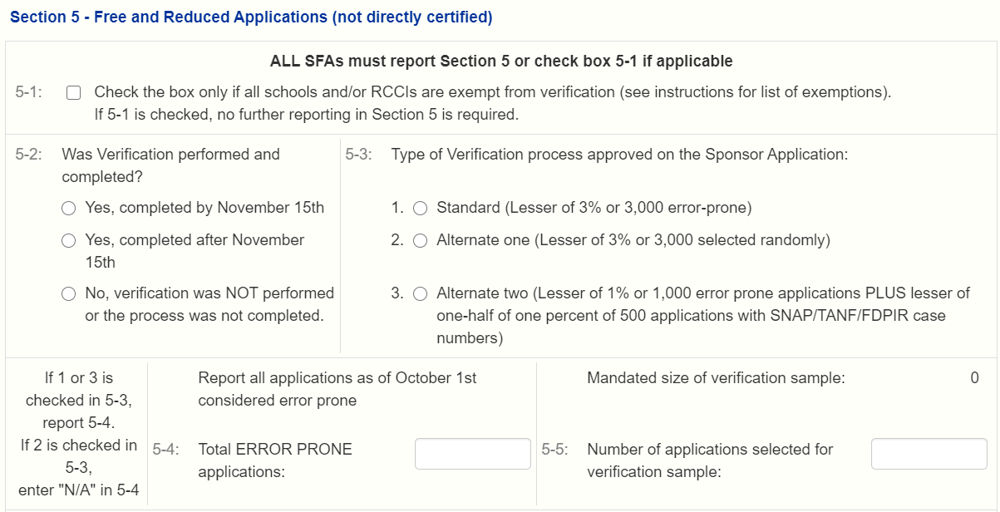 Section 5 - Free and Reduced Applications (not directly certified)
ALL SFAs must report Section 5 or check box 5-1 if applicable
5-1: Check the box only if all schools and/or RCCIs are exempt from verification (see instructions for list of exemptions).
If 5-1 is checked, no further reporting in Section 5 is required.
5-2: Was Verification performed and
completed?
Yes, completed by November 15th
Yes, completed after November
15th
No, verification was NOT performed
or the process was not completed.
5-3: Type of Verification process approved on the Sponsor Application:
1. Standard (Lesser of 3% or 3,000 error-prone)
2. Alternate one (Lesser of 3% or 3,000 selected randomly)
3. Alternate two (Lesser of 1% or 1,000 error prone applications PLUS lesser of
one-half of one percent of 500 applications with SNAP/TANF/FDPIR case
numbers)
If 1 or 3 is
checked in 5-3,
report 5-4.
If 2 is checked in
5-3,
enter "N/A" in 5-4
Report all applications as of October 1st
considered error prone
5-4: Total ERROR PRONE
applications:
Mandated size of verification sample: 0
5-5: Number of applications selected for
verification sample: